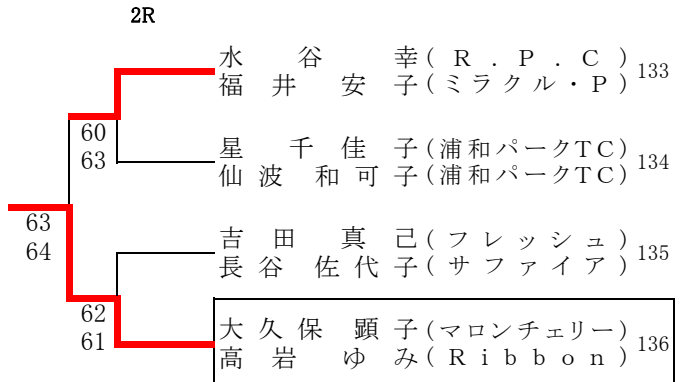 2R
水谷 幸(R.P.C)
福井 安子(ミラクル・P)
133
60
63
星 千佳子(浦和パークTC)
仙波 和可子(浦和パークTC)
134
63
64
吉田 真己(フレッシュ)
長谷 佐代子(サファイア)
135
62
61
大久保 顕子(マロンチェリー)
高岩 ゆみ(Ribbon)
136